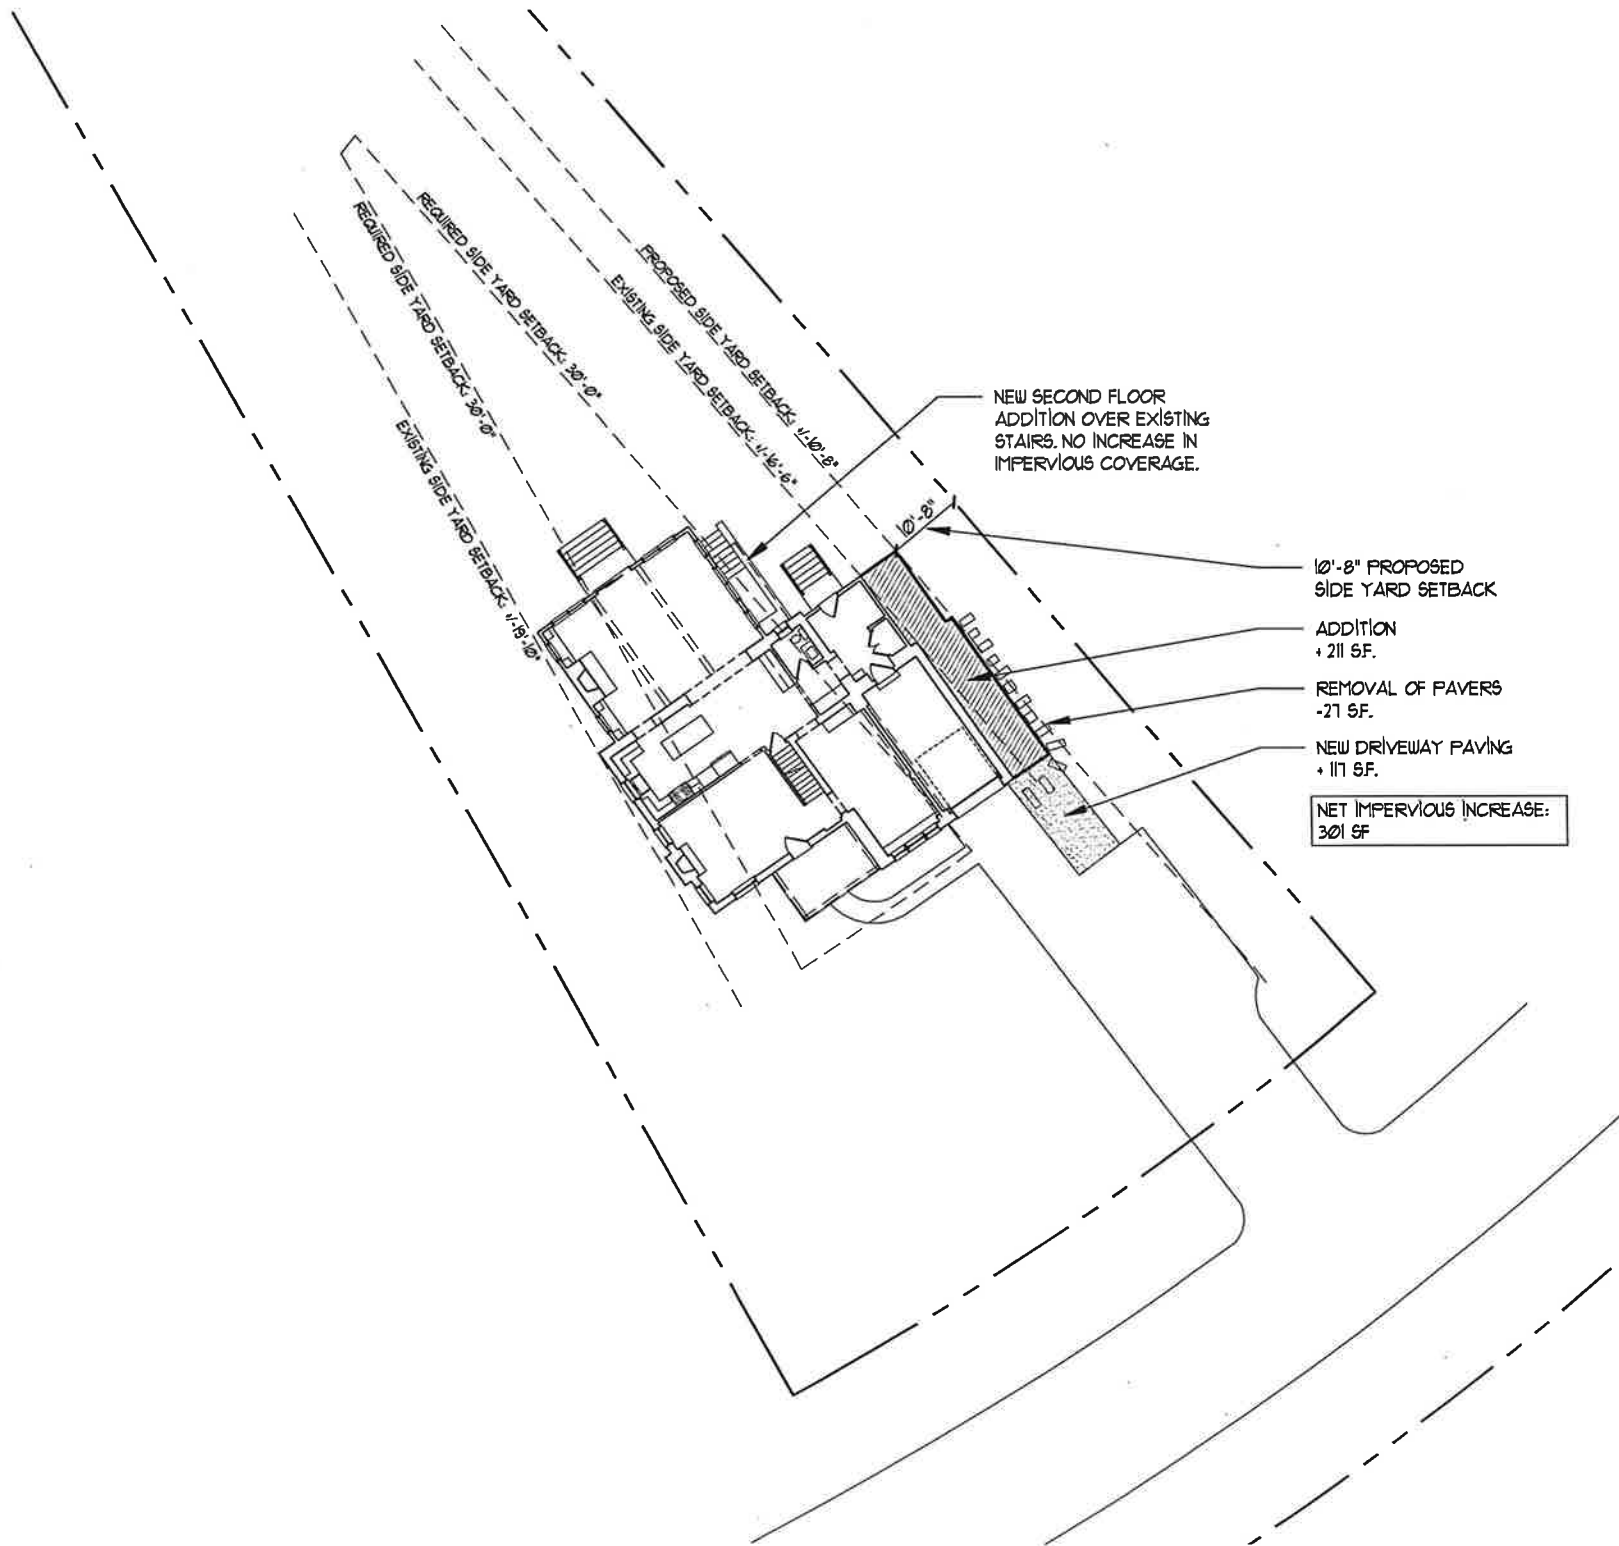 REQUIRED SIDE YARD SETBACK: 30'-0"
REQUIRED SIDE YARD SETBACK: 30'-0"
EXISTING SIDE YARD SETBACK: +/-19'-10"
EXISTING SIDE YARD SETBACK: +/-16'-6"
PROPOSED SIDE YARD SETBACK: +/-10'-8"
NEW SECOND FLOOR
ADDITION OVER EXISTING
STAIRS. NO INCREASE IN
IMPERVIOUS COVERAGE.
10'-8"
10'-8" PROPOSED
SIDE YARD SETBACK
ADDITION
+ 211 S.F.
REMOVAL OF PAVERS
-27 S.F.
NEW DRIVEWAY PAVING
+ 117 S.F.
NET IMPERVIOUS INCREASE:
301 SF